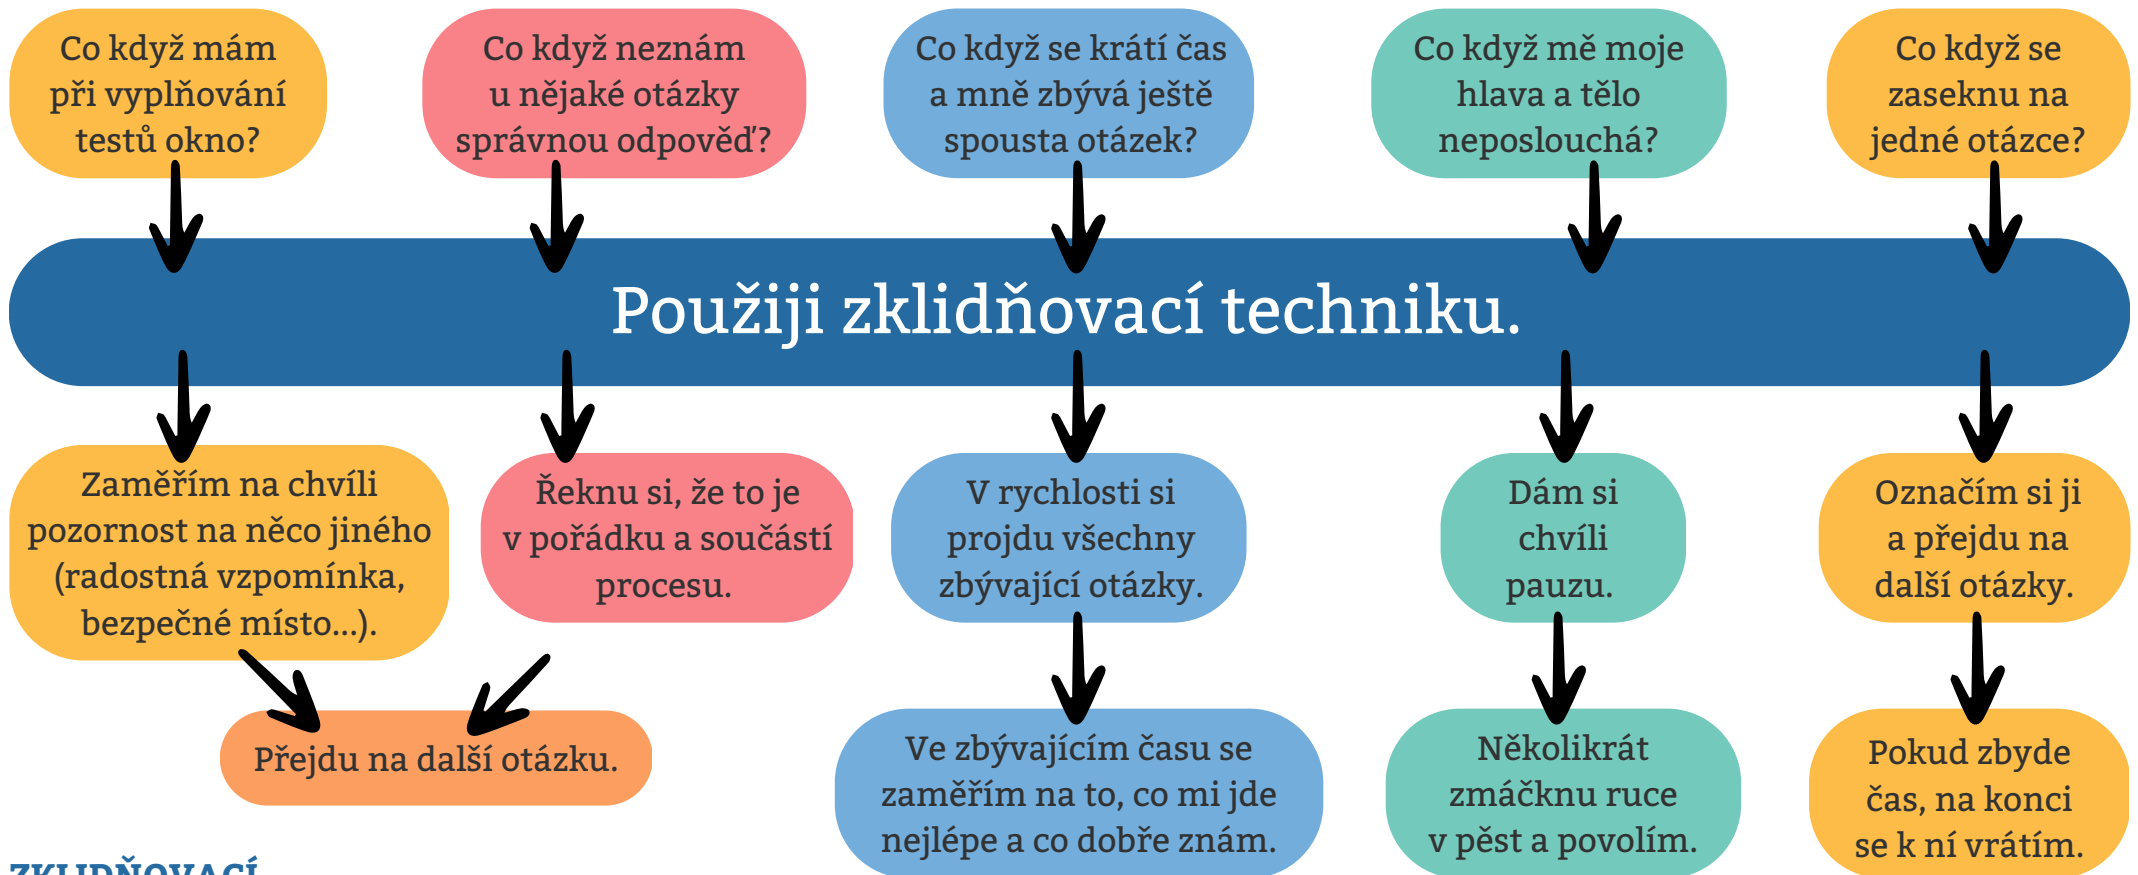 Co když mám
při vyplňování
testů okno?
Co když neznám
u nějaké otázky
správnou odpověď?
Co když se krátí čas
a mně zbývá ještě
spousta otázek?
Co když mě moje
hlava a tělo
neposlouchá?
Co když se
zaseknu na
jedné otázce?
Použiji zklidňovací techniku.
Zaměřím na chvíli
pozornost na něco jiného
(radostná vzpomínka,
bezpečné místo...).
Řeknu si, že to je
v pořádku a součástí
procesu.
V rychlosti si
projdu všechny
zbývající otázky.
Dám si
chvíli
pauzu.
Označím si ji
a přejdu na
další otázky.
Přejdu na další otázku.
Ve zbývajícím času se
zaměřím na to, co mi jde
nejlépe a co dobře znám.
Několikrát
zmáčknu ruce
v pěst a povolím.
Pokud zbyde
čas, na konci
se k ní vrátím.
ZKLIDŇOVACÍ